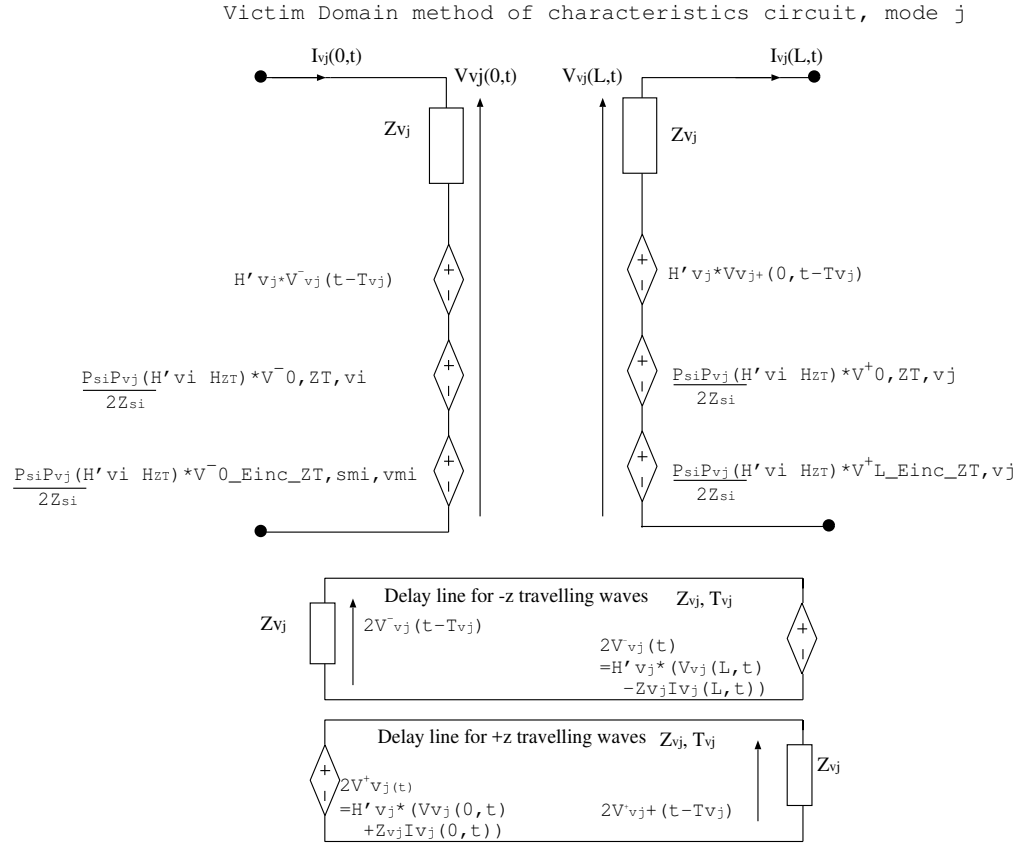 Victim Domain method of characteristics circuit, mode j
Ivj(0,t)
Vvj(0,t)
Vvj(L,t)
Ivj(L,t)
Zvj
Zvj
H'vj*V⁻vj(t-Tvj)
H'vj*Vvj+(0,t-Tvj)
PsiPvj(H'vi HZT)*V⁻0,ZT,vi
2Zsi
PsiPvj(H'vi HZT)*V⁺0,ZT,vj
2Zsi
PsiPvj(H'vi HZT)*V⁻0_Einc_ZT,smi,vmi
2Zsi
PsiPvj(H'vi HZT)*V⁺L_Einc_ZT,vj
2Zsi
Delay line for -z travelling waves Zvj, Tvj
Zvj
2V⁻vj(t-Tvj)
2V⁻vj(t)
=H'vj*(Vvj(L,t)
-ZvjIvj(L,t))
Delay line for +z travelling waves Zvj, Tvj
Zvj
2V⁺vj(t)
=H'vj*(Vvj(0,t)
+ZvjIvj(0,t))
2V⁺vj+(t-Tvj)